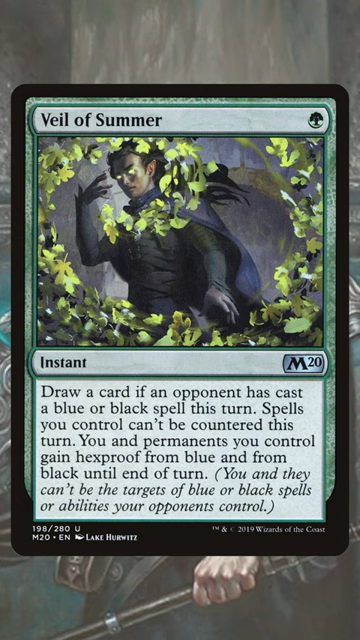 Veil of Summer
Instant
M20
Draw a card if an opponent has cast
a blue or black spell this turn. Spells
you control can't be countered this
turn. You and permanents you control
gain hexproof from blue and from
black until end of turn. (You and they
can't be the targets of blue or black spells
or abilities your opponents control.)
198/280 U
M20 • EN Lake Hurwitz
™ & © 2019 Wizards of the Coast